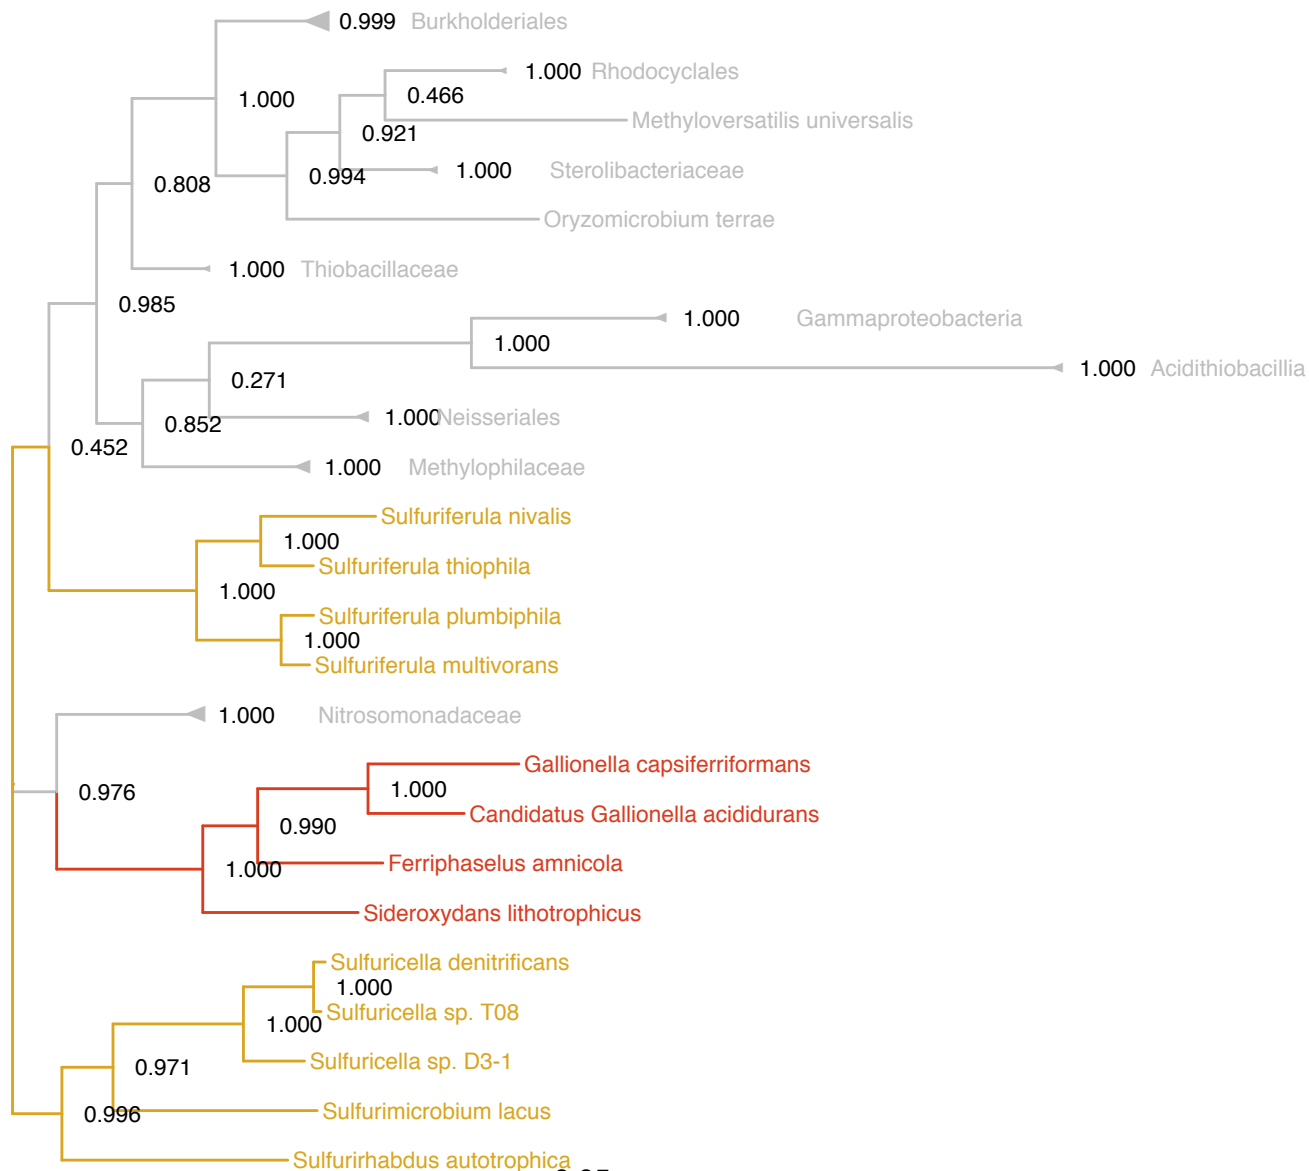 0.999 Burkholderiales
1.000 Rhodocyclales
0.466
1.000
Methyloversatilis universalis
0.921
1.000 Sterolibacteriaceae
0.994
0.808
Oryzomicrobium terrae
1.000 Thiobacillaceae
0.985
1.000 Gammaproteobacteria
1.000
1.000 Acidithiobacillia
0.271
1.000 Neisseriales
0.852
0.452
1.000 Methylophilaceae
Sulfuriferula nivalis
1.000
Sulfuriferula thiophila
1.000
Sulfuriferula plumbiphila
1.000
Sulfuriferula multivorans
1.000 Nitrosomonadaceae
Gallionella capsiferriformans
1.000
0.976
Candidatus Gallionella acididurans
0.990
Ferriphaselus amnicola
1.000
Sideroxydans lithotrophicus
Sulfuricella denitrificans
1.000
Sulfuricella sp. T08
1.000
Sulfuricella sp. D3-1
0.971
Sulfurimicrobium lacus
0.996
Sulfurirhabdus autotrophica